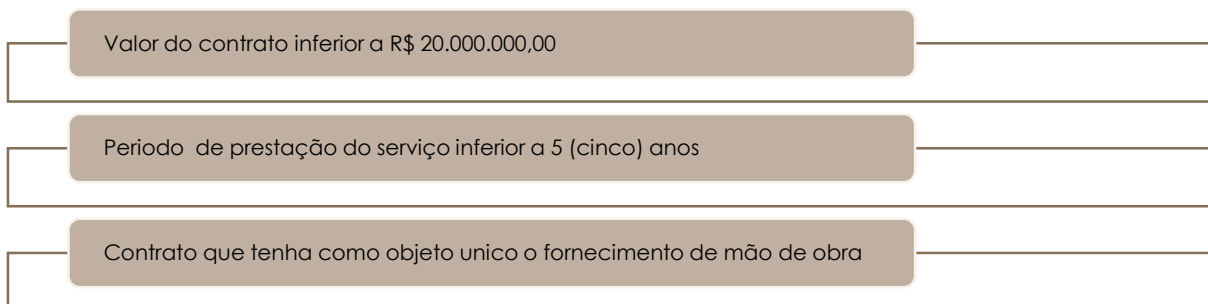 Valor do contrato inferior a R$ 20.000.000,00
Periodo de prestação do serviço inferior a 5 (cinco) anos
Contrato que tenha como objeto unico o fornecimento de mão de obra